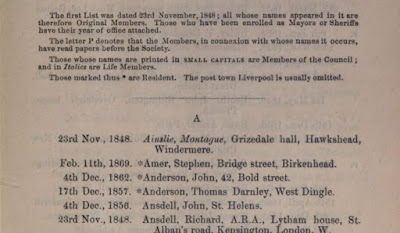 The first List was dated 23rd November, 1848; all whose names appeared in it are
therefore Original Members. Those who have been enrolled as Mayors or Sheriffs
have their year of office attached.
The letter P denotes that the Members, in connexion with whose names it occurs,
have read papers before the Society.
Those whose names are printed in SMALL CAPITALS are Members of the Council;
and in Italics are Life Members.
Those marked thus * are Resident. The post town Liverpool is usually omitted.
A
23rd Nov., 1848. Ainslie, Montague, Grizedale hall, Hawkshead,
Windermere.
Feb. 11th, 1869. *Amer, Stephen, Bridge street, Birkenhead.
4th Dec., 1862. *Anderson, John, 42, Bold street.
17th Dec., 1857. *Anderson, Thomas Darnley, West Dingle.
4th Dec., 1856. Ansdell, John, St. Helens.
23rd Nov., 1848. Ansdell, Richard, A.R.A., Lytham house, St.
Alban's road, Kensington, London, W.